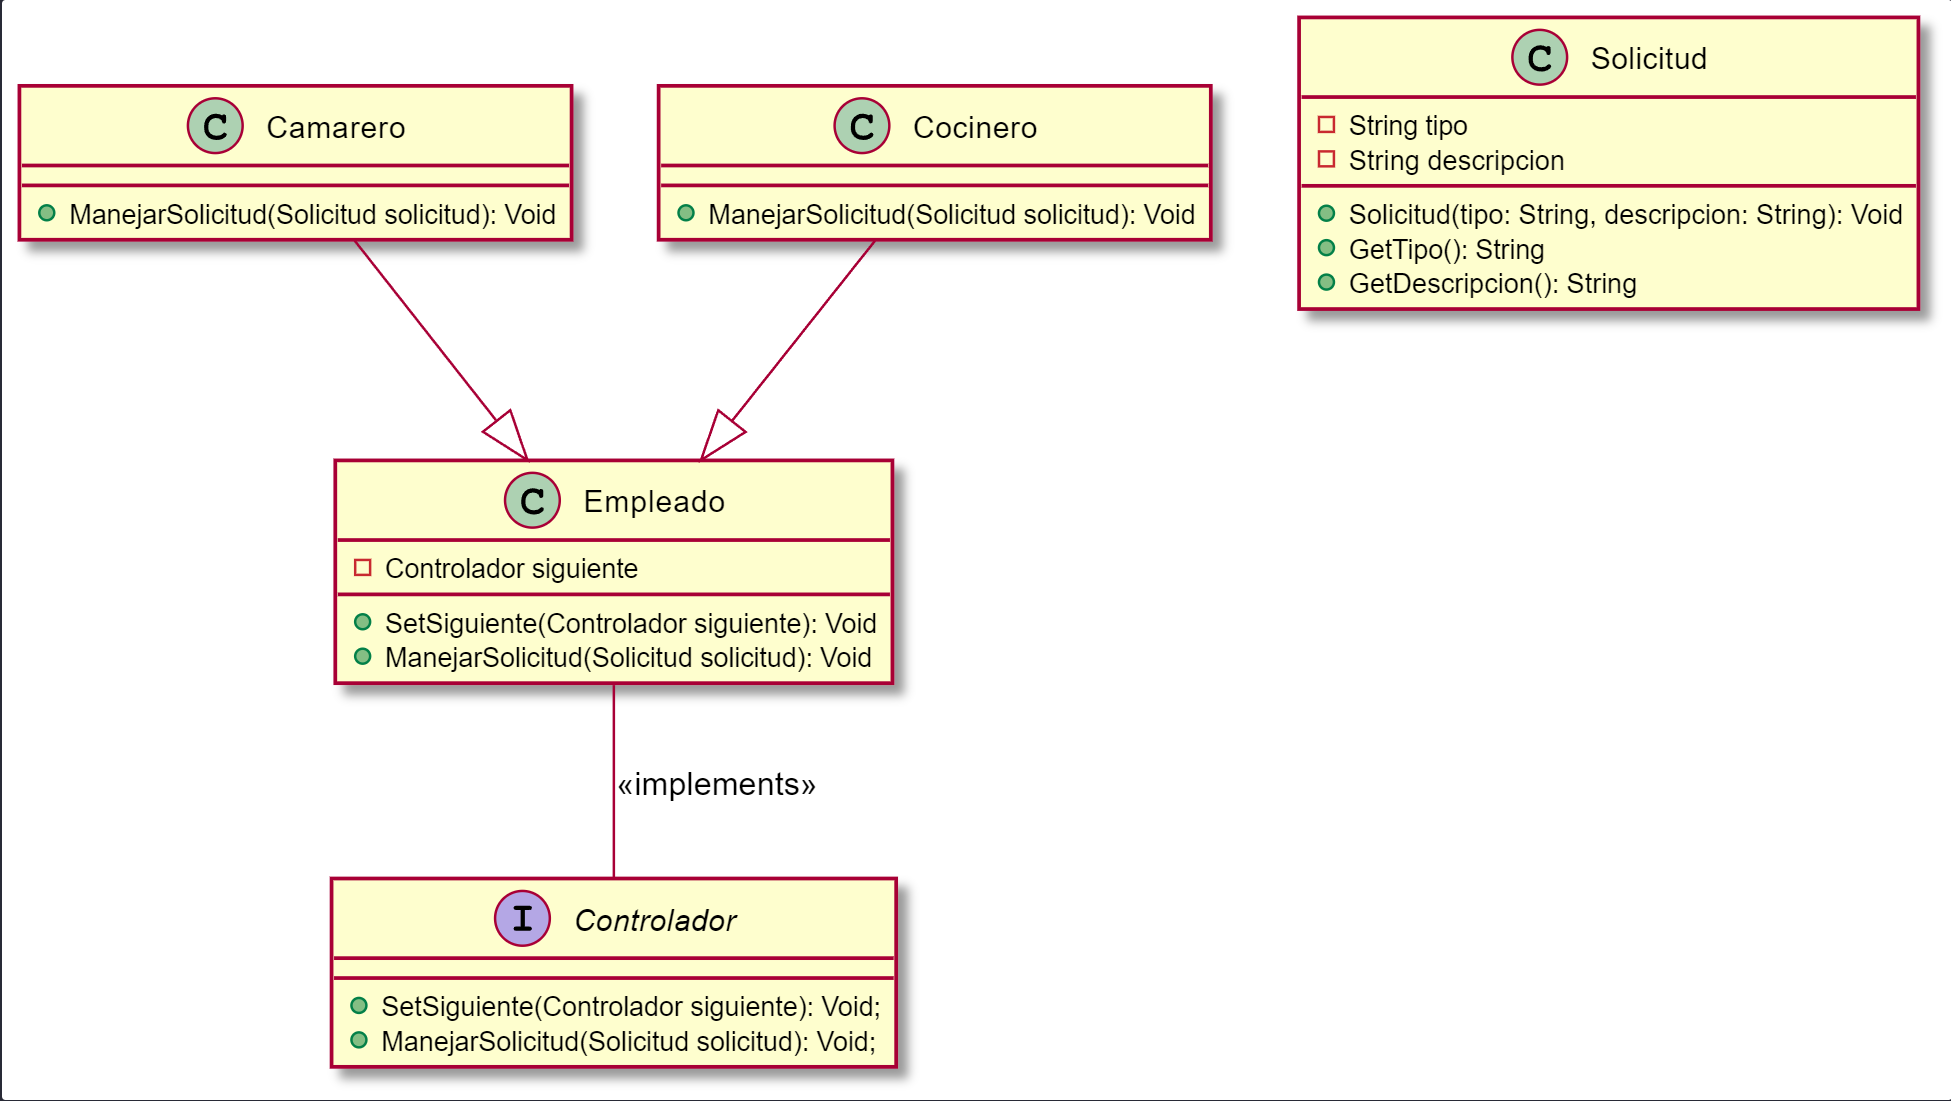 C Camarero
ManejarSolicitud(Solicitud solicitud): Void
C Cocinero
ManejarSolicitud(Solicitud solicitud): Void
C Solicitud
String tipo
String descripcion
Solicitud(tipo: String, descripcion: String): Void
GetTipo(): String
GetDescripcion(): String
C Empleado
Controlador siguiente
SetSiguiente(Controlador siguiente): Void
ManejarSolicitud(Solicitud solicitud): Void
«implements»
I Controlador
SetSiguiente(Controlador siguiente): Void;
ManejarSolicitud(Solicitud solicitud): Void;